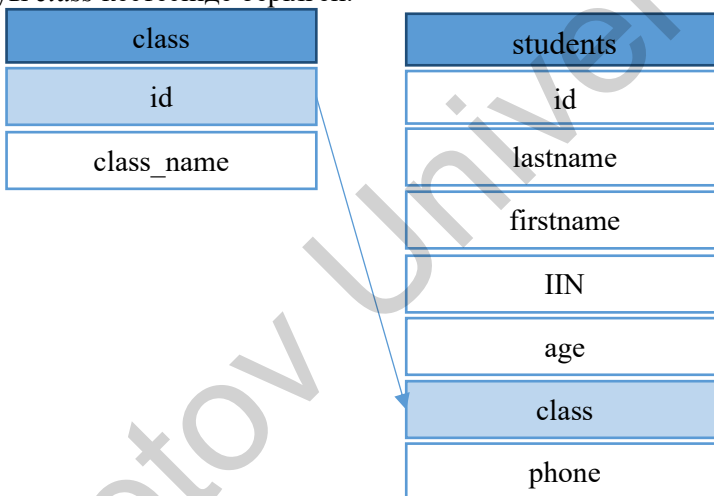 class
id
class_name
students
id
lastname
firstname
IIN
age
class
phone